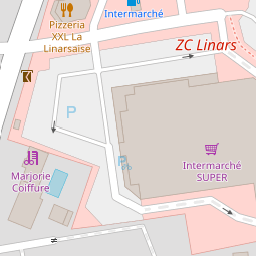 Pizzeria
XXL La
Linarsaise
Intermarché
ZC Linars
P
P
Intermarché
SUPER
Marjorie
Coiffure